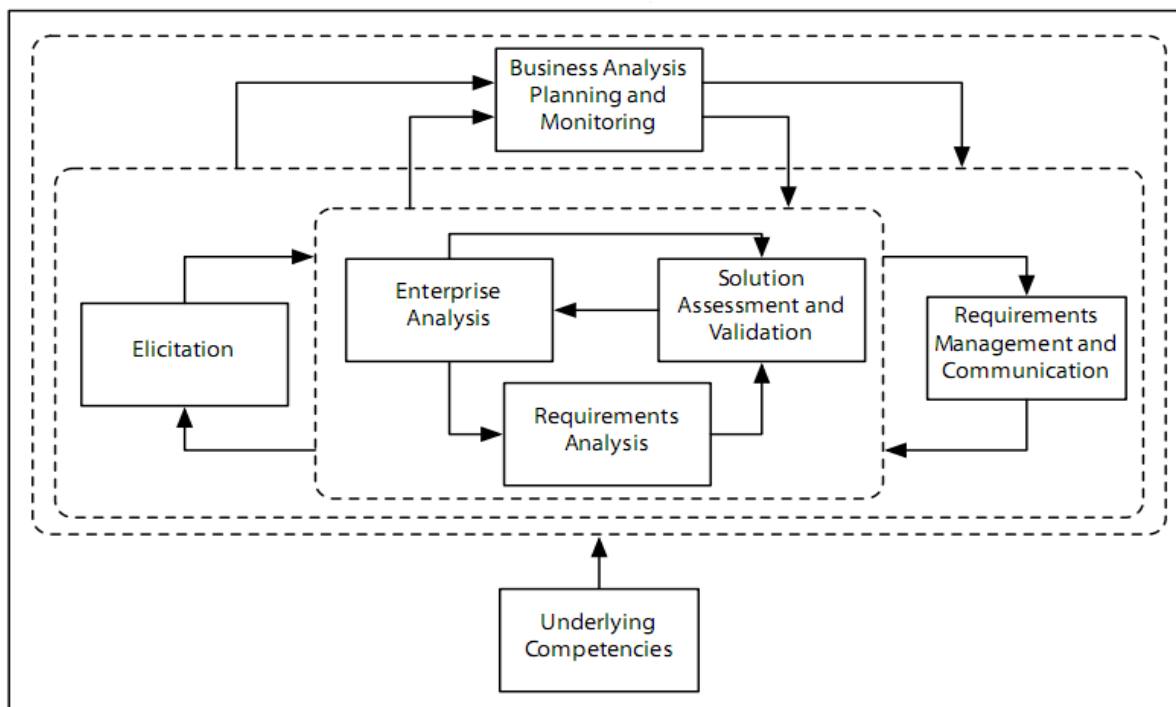 Business Analysis
Planning and
Monitoring
Enterprise
Analysis
Solution
Assessment and
Validation
Elicitation
Requirements
Management and
Communication
Requirements
Analysis
Underlying
Competencies